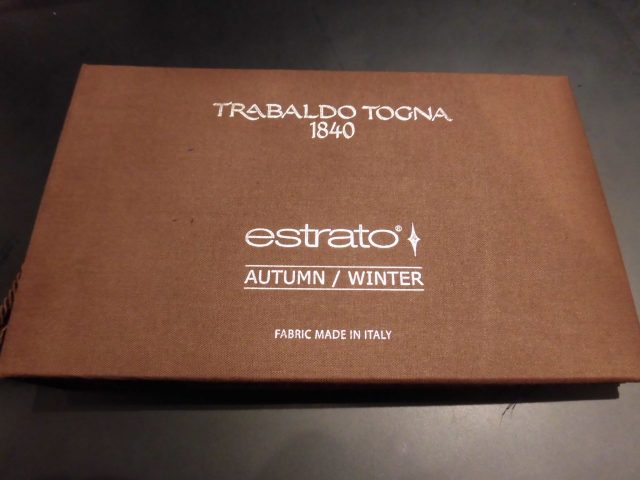 TRABALDO TOGNA
1840
estrato®
AUTUMN / WINTER
FABRIC MADE IN ITALY